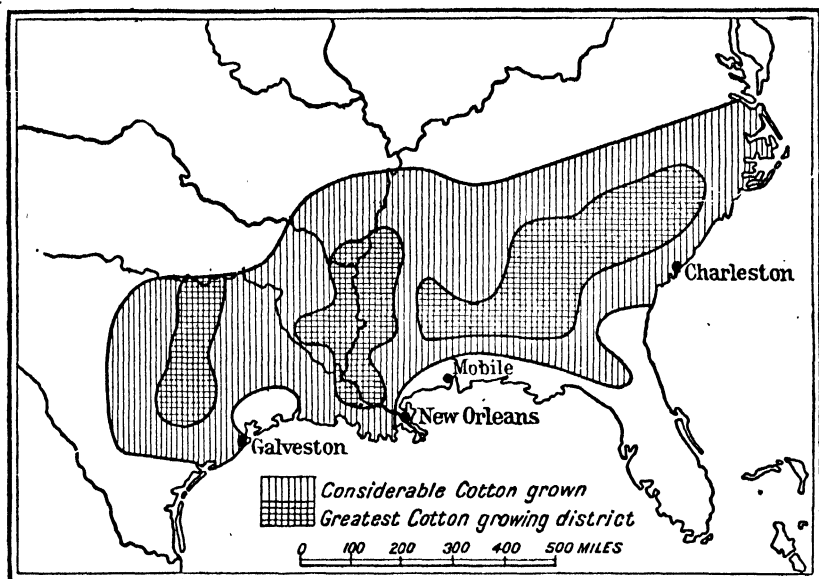 Charleston
Mobile
New Orleans
Galveston
Considerable Cotton grown
Greatest Cotton growing district
0 100 200 300 400 500 MILES